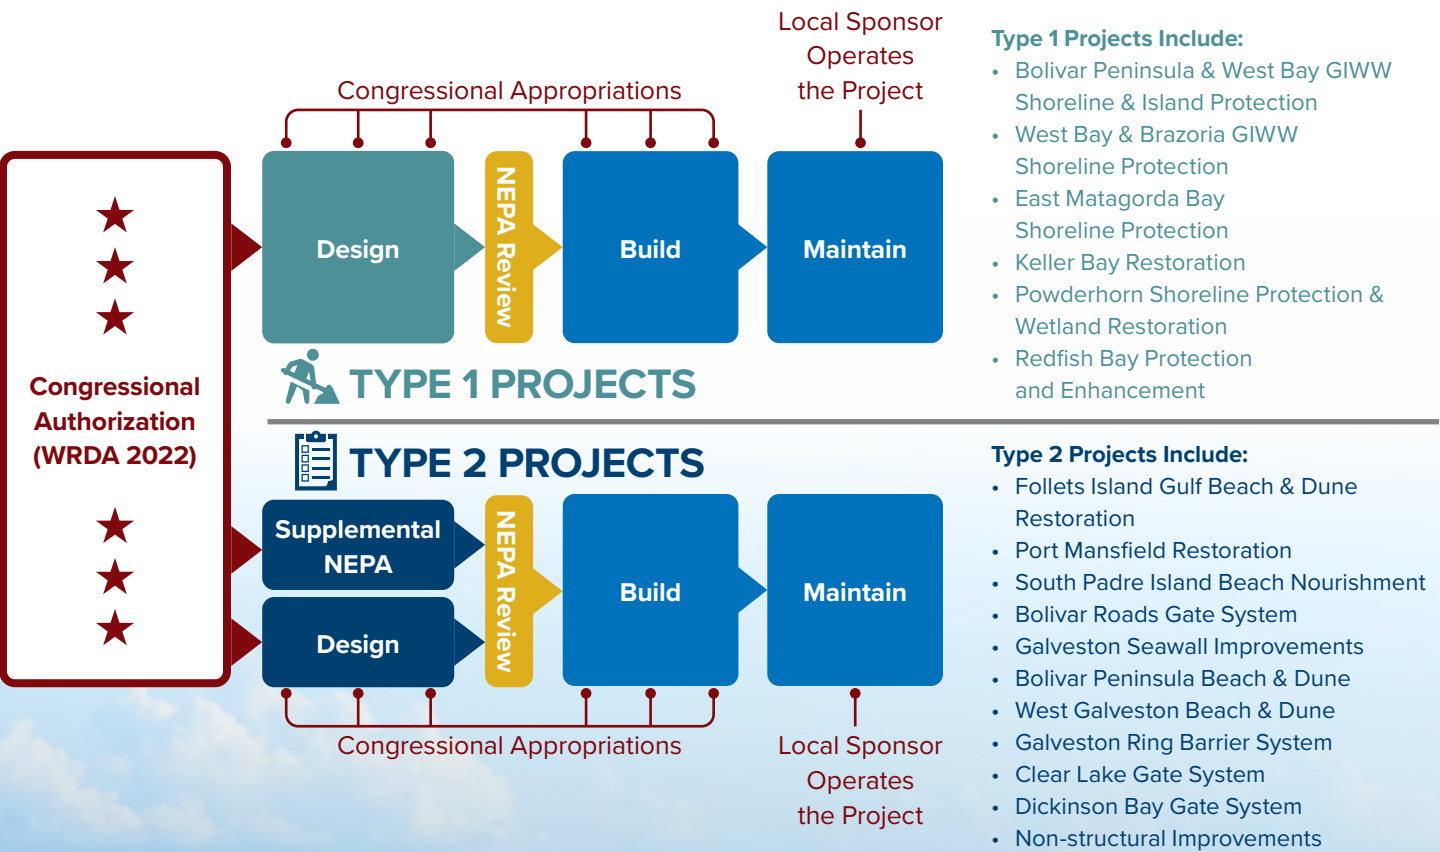 Local Sponsor
Operates
the Project
Congressional Appropriations
Design
NEPA Review
Build
Maintain
TYPE 1 PROJECTS
Type 1 Projects Include:
• Bolivar Peninsula & West Bay GIWW
Shoreline & Island Protection
• West Bay & Brazoria GIWW
Shoreline Protection
• East Matagorda Bay
Shoreline Protection
• Keller Bay Restoration
• Powderhorn Shoreline Protection &
Wetland Restoration
• Redfish Bay Protection
and Enhancement
Congressional
Authorization
(WRDA 2022)
TYPE 2 PROJECTS
Supplemental
NEPA
Design
NEPA Review
Build
Maintain
Congressional Appropriations
Local Sponsor
Operates
the Project
Type 2 Projects Include:
• Follets Island Gulf Beach & Dune
Restoration
• Port Mansfield Restoration
• South Padre Island Beach Nourishment
• Bolivar Roads Gate System
• Galveston Seawall Improvements
• Bolivar Peninsula Beach & Dune
• West Galveston Beach & Dune
• Galveston Ring Barrier System
• Clear Lake Gate System
• Dickinson Bay Gate System
• Non-structural Improvements